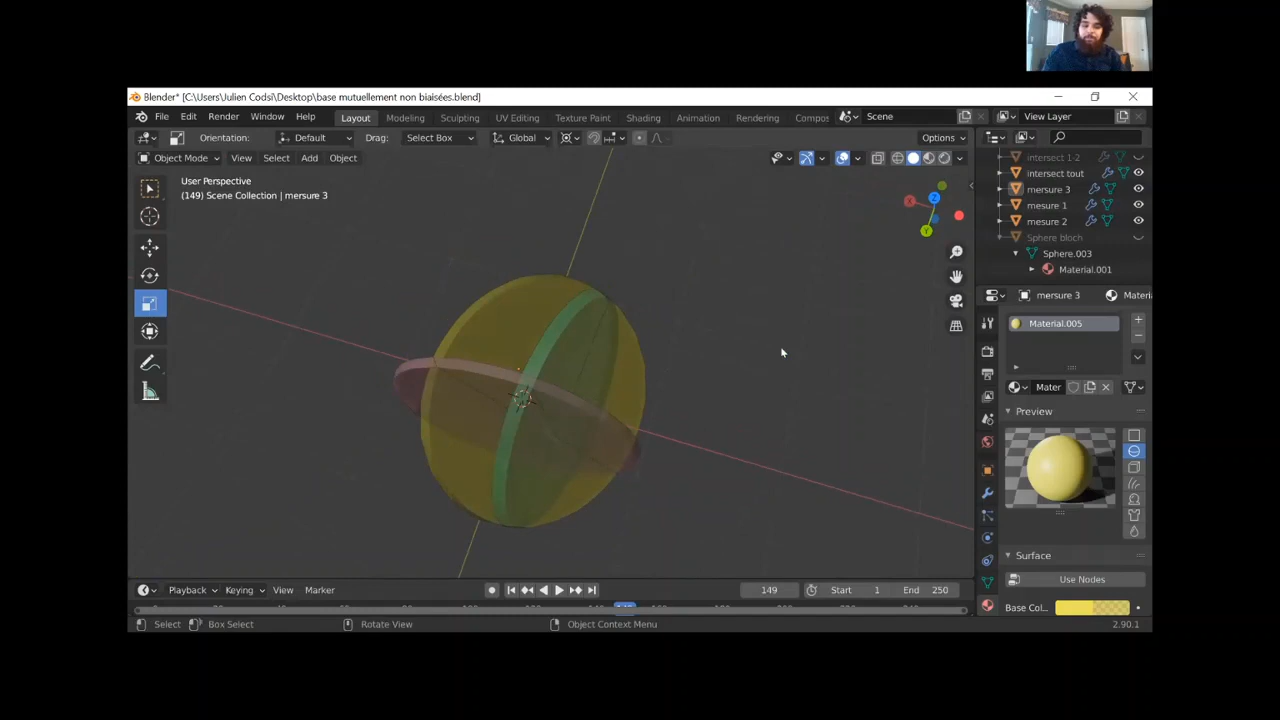 Blender* [C:\Users\Julien Codsi\Desktop\base mutuellement non biaisées.blend]
File Edit Render Window Help Layout Modeling Sculpting UV Editing Texture Paint Shading Animation Rendering Compos Scene View Layer
Orientation: Default Drag: Select Box Global Options
Object Mode View Select Add Object
User Perspective
(149) Scene Collection | mersure 3
Z
Y
intersect 1-2
intersect tout
mersure 3
mesure 1
mesure 2
Sphere bloch
Sphere.003
Material.001
mersure 3 Materi
Material.005
Mater
Preview
Surface
Use Nodes
Base Col...
Playback Keying View Marker 149 Start 1 End 250
Select Box Select Rotate View Object Context Menu 2.90.1